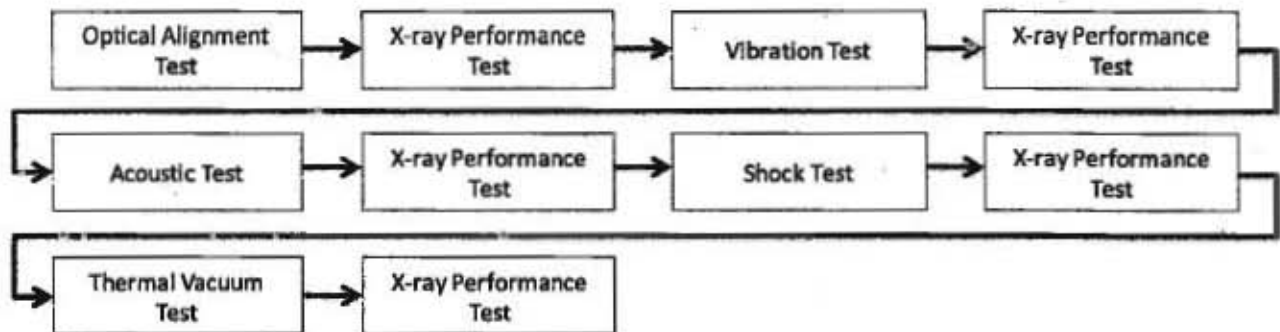 Optical Alignment
Test
X-ray Performance
Test
Vibration Test
X-ray Performance
Test
Acoustic Test
X-ray Performance
Test
Shock Test
X-ray Performance
Test
Thermal Vacuum
Test
X-ray Performance
Test